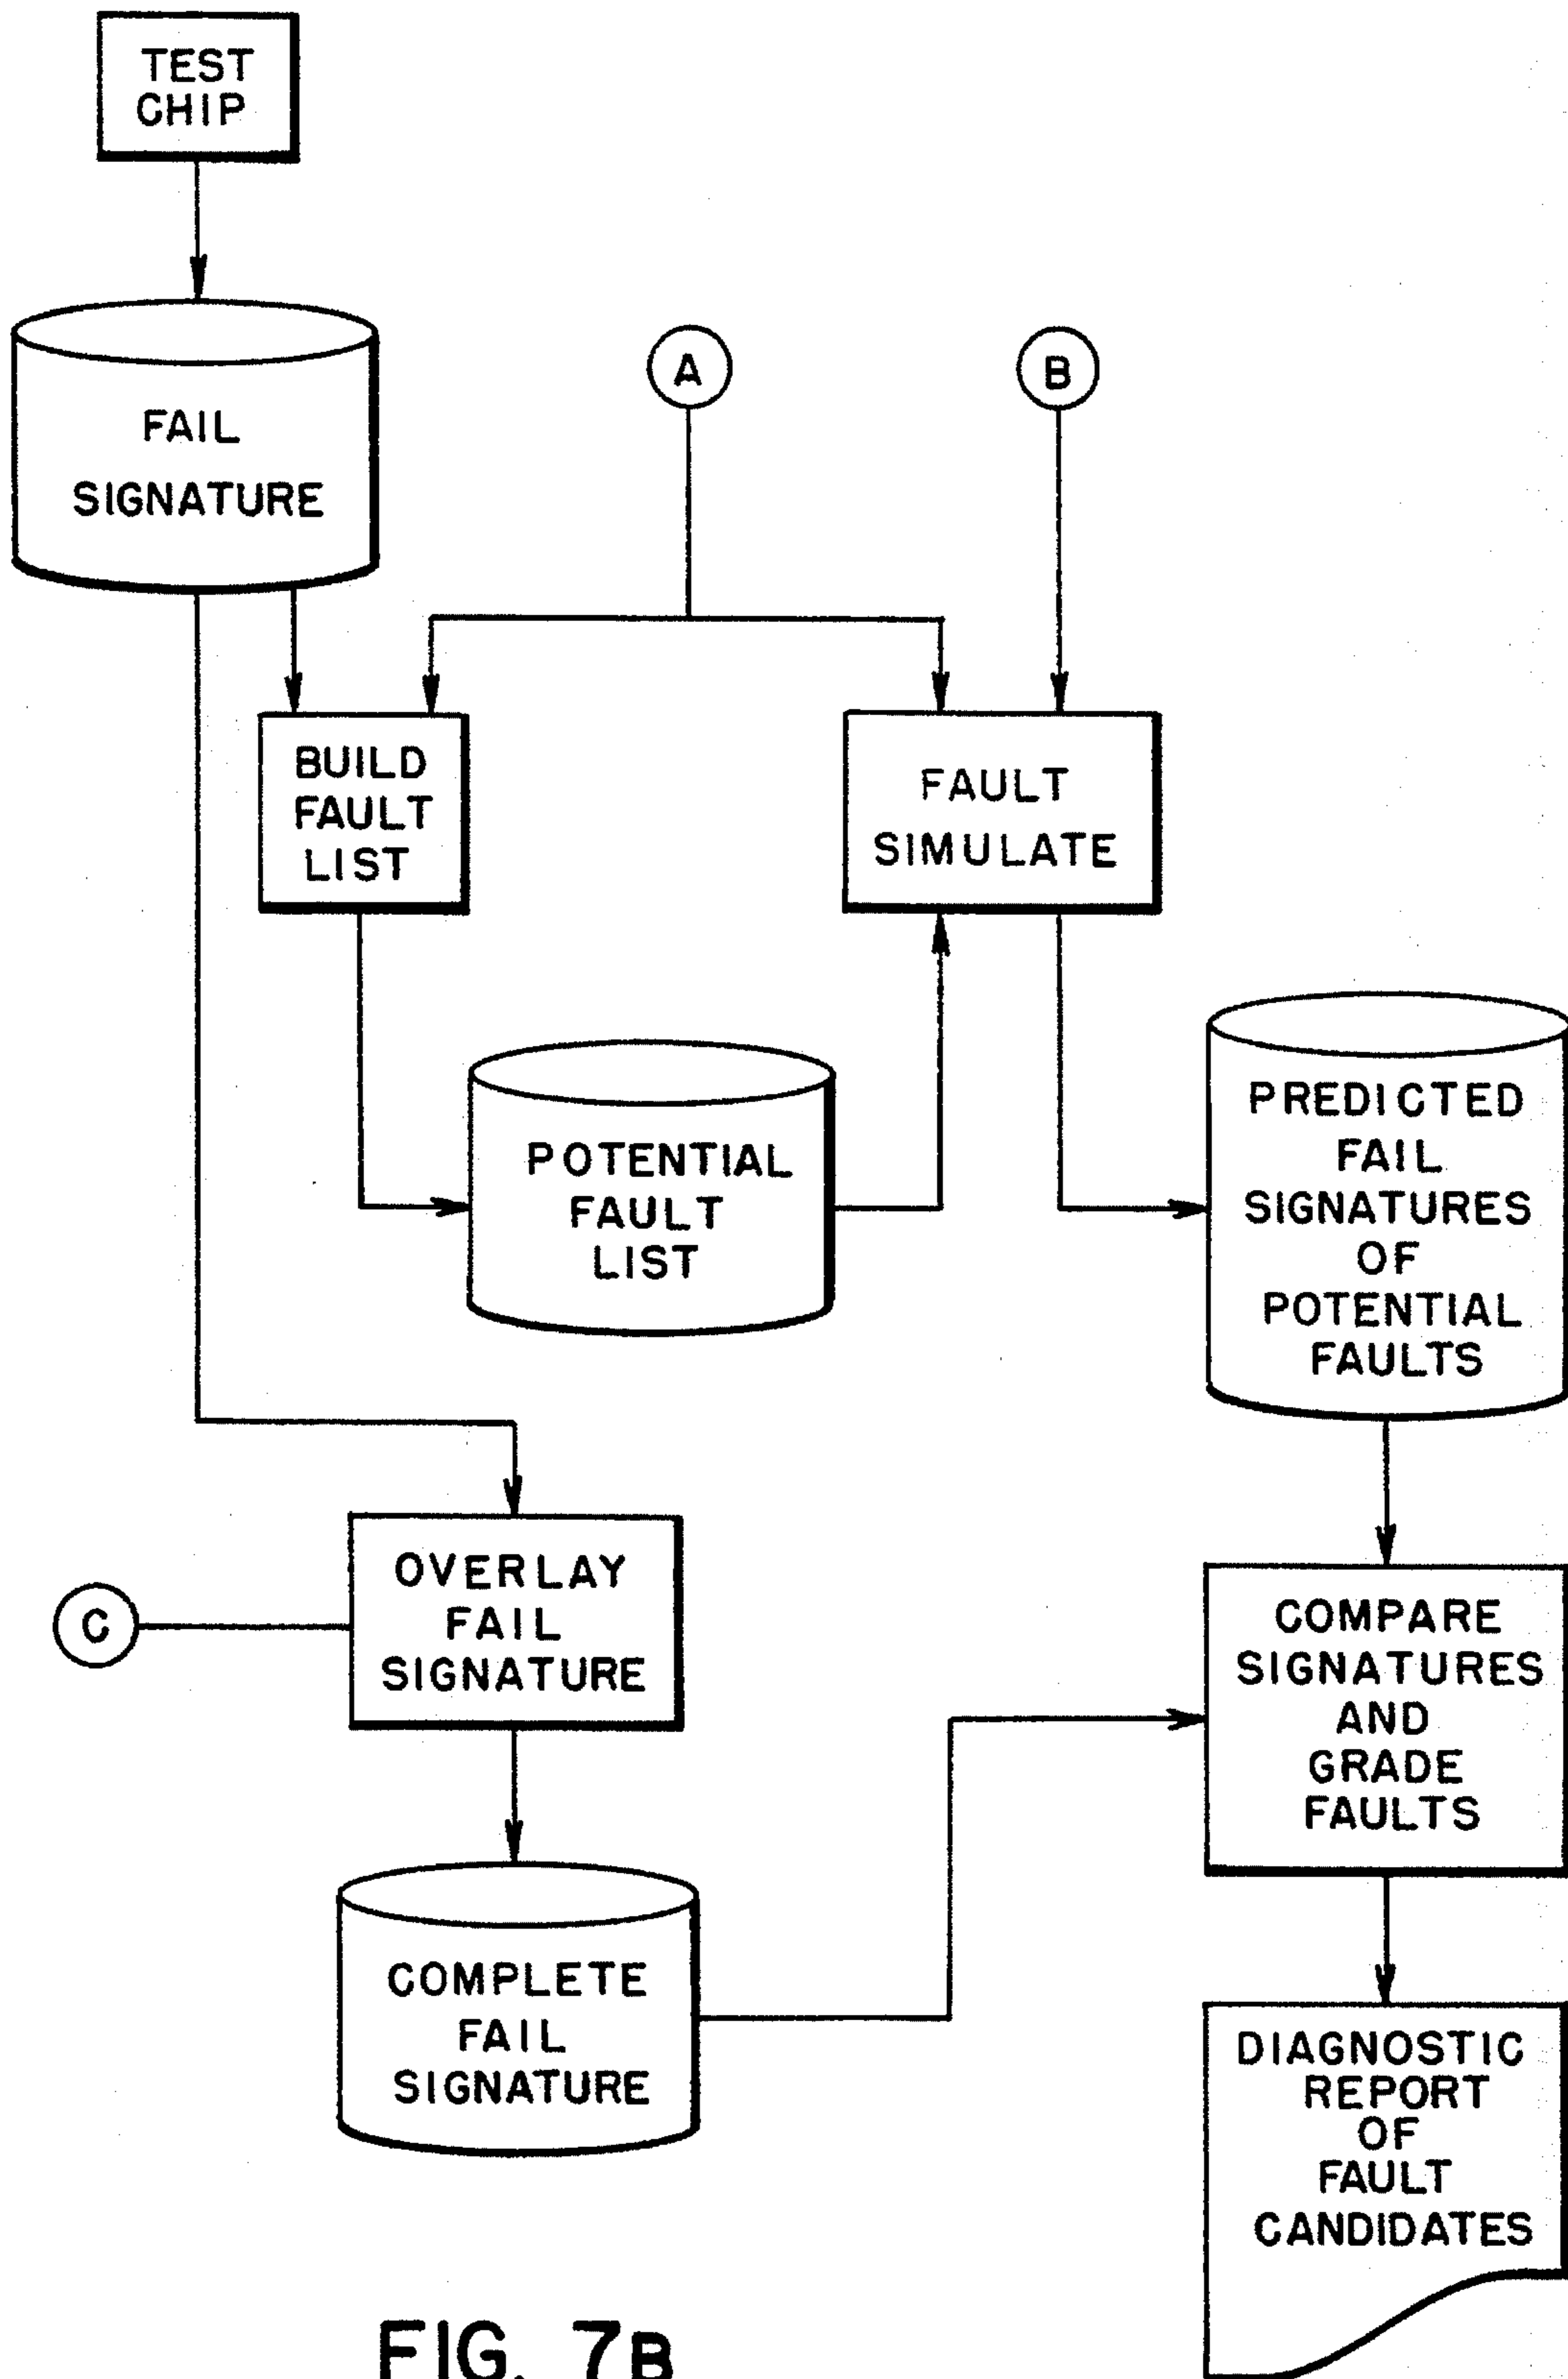 TEST
CHIP
FAIL
SIGNATURE
A
B
BUILD
FAULT
LIST
FAULT
SIMULATE
POTENTIAL
FAULT
LIST
PREDICTED
FAIL
SIGNATURES
OF
POTENTIAL
FAULTS
OVERLAY
FAIL
SIGNATURE
C
COMPARE
SIGNATURES
AND
GRADE
FAULTS
COMPLETE
FAIL
SIGNATURE
DIAGNOSTIC
REPORT
OF
FAULT
CANDIDATES
FIG. 7B